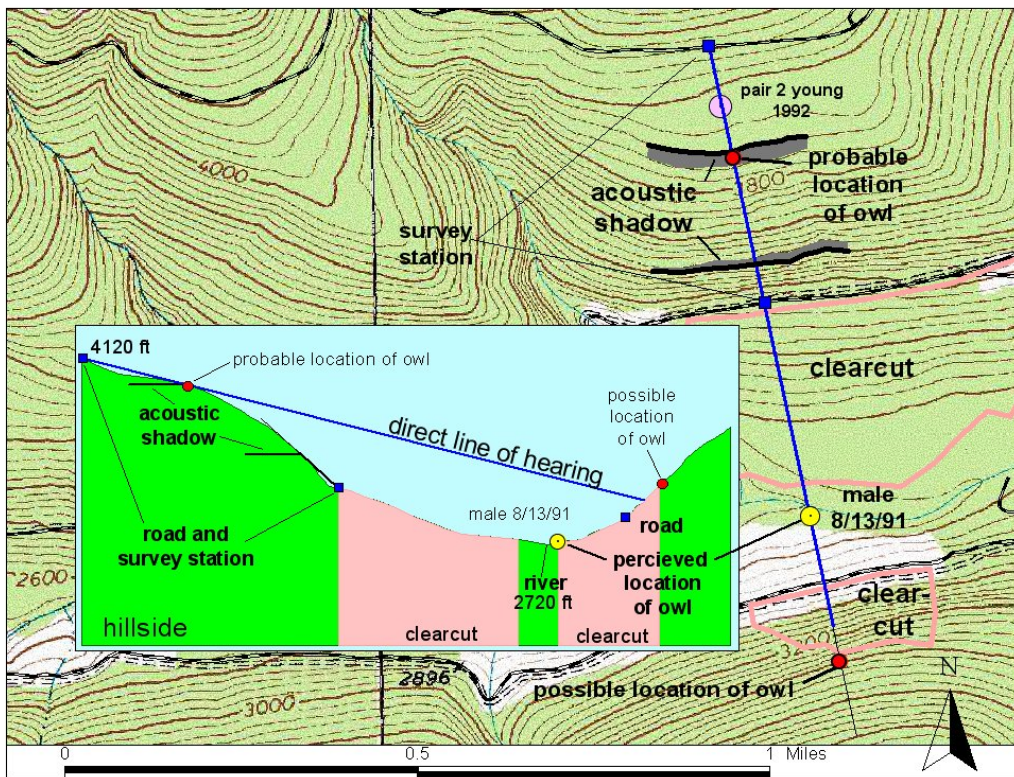 pair 2 young
1992
probable
location
of owl
acoustic
shadow
800
4000
survey
station
clearcut
4120 ft
probable location of owl
acoustic
shadow
direct line of hearing
possible
location
of owl
male 8/13/91
road
road and
survey station
percieved
location
of owl
river
2720 ft
hillside
clearcut
clearcut
male
8/13/91
2600
clear-
cut
3200
2896
possible location of owl
3000
N
0
0.5
1 Miles